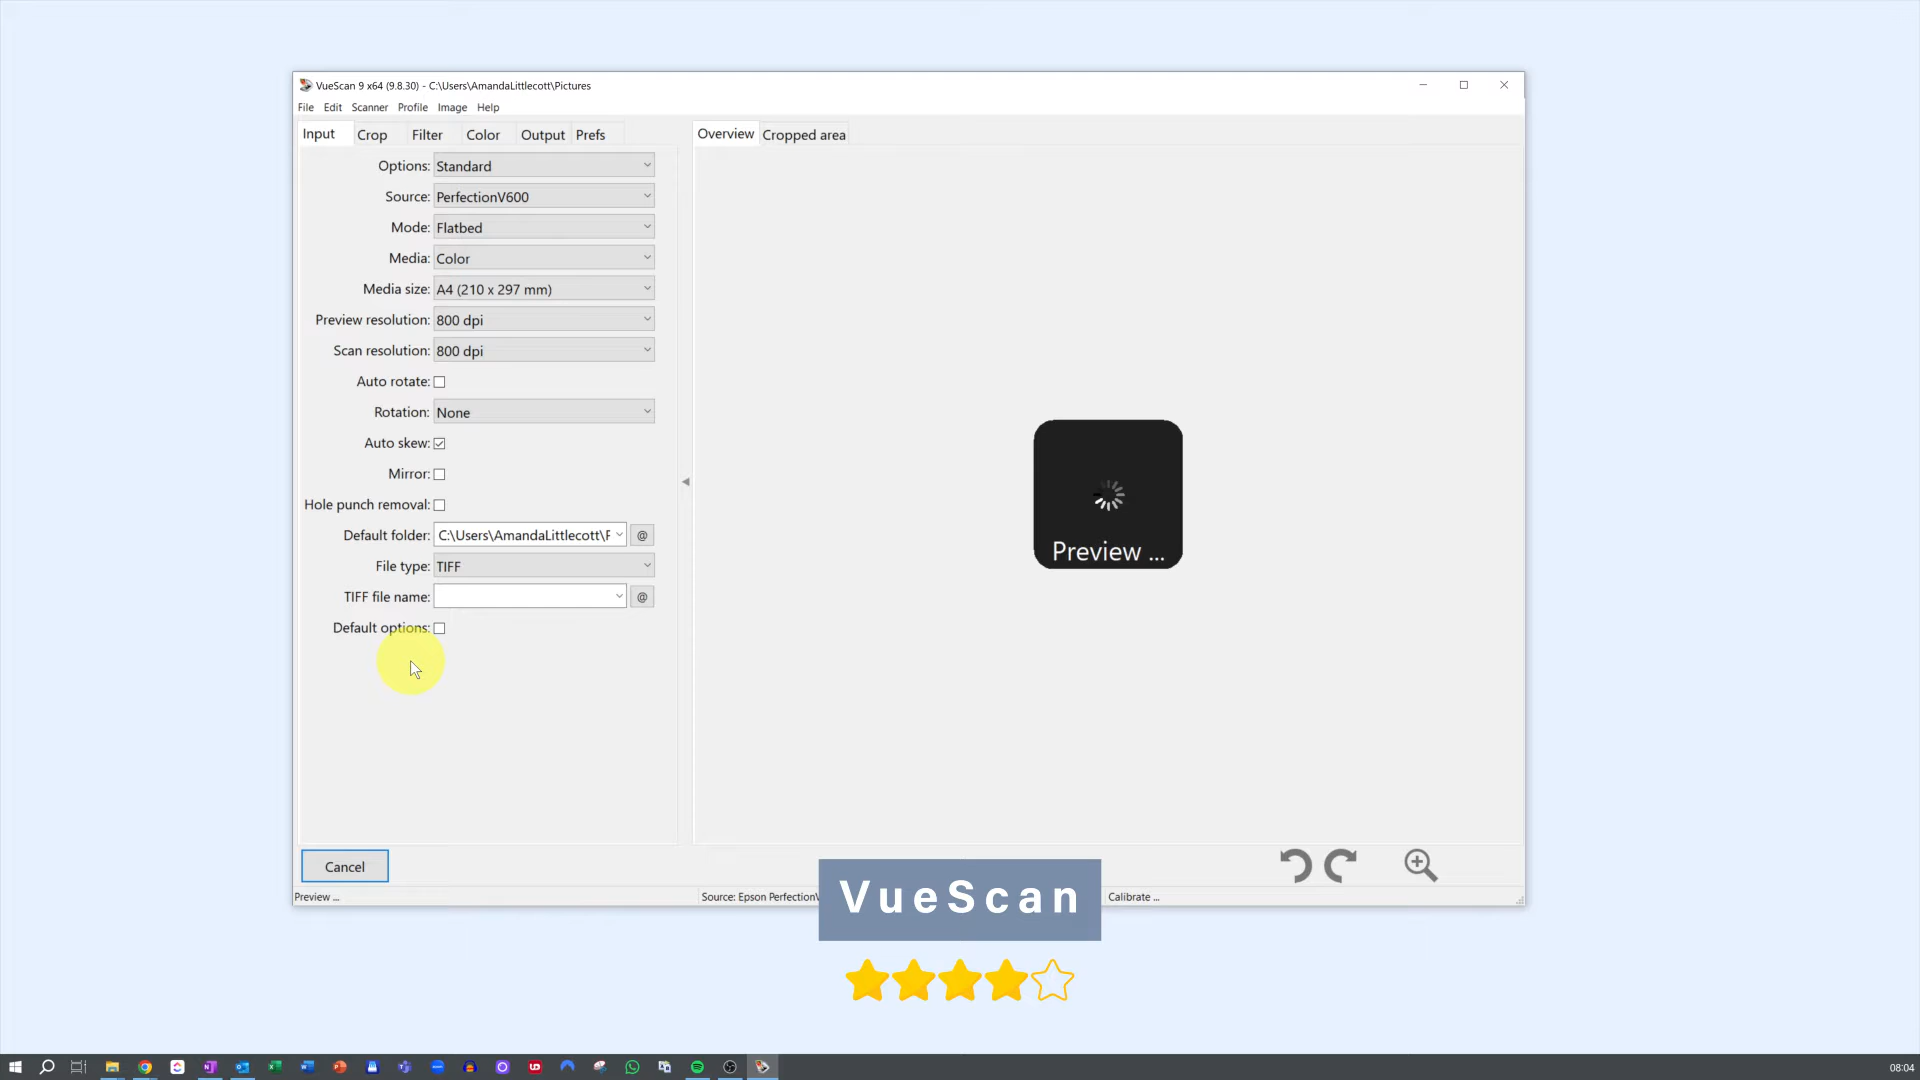 VueScan 9 x64 (9.8.30) - C:\Users\AmandaLittlecott\Pictures
File Edit Scanner Profile Image Help
Input Crop Filter Color Output Prefs
Overview Cropped area
Options: Standard
Source: PerfectionV600
Mode: Flatbed
Media: Color
Media size: A4 (210 x 297 mm)
Preview resolution: 800 dpi
Scan resolution: 800 dpi
Auto rotate:
Rotation: None
Auto skew:
Mirror:
Hole punch removal:
Default folder: C:\Users\AmandaLittlecott\P @
File type: TIFF
TIFF file name: @
Default options:
Preview ...
Cancel
Preview ...
Source: Epson PerfectionV
Calibrate ...
VueScan
08:04